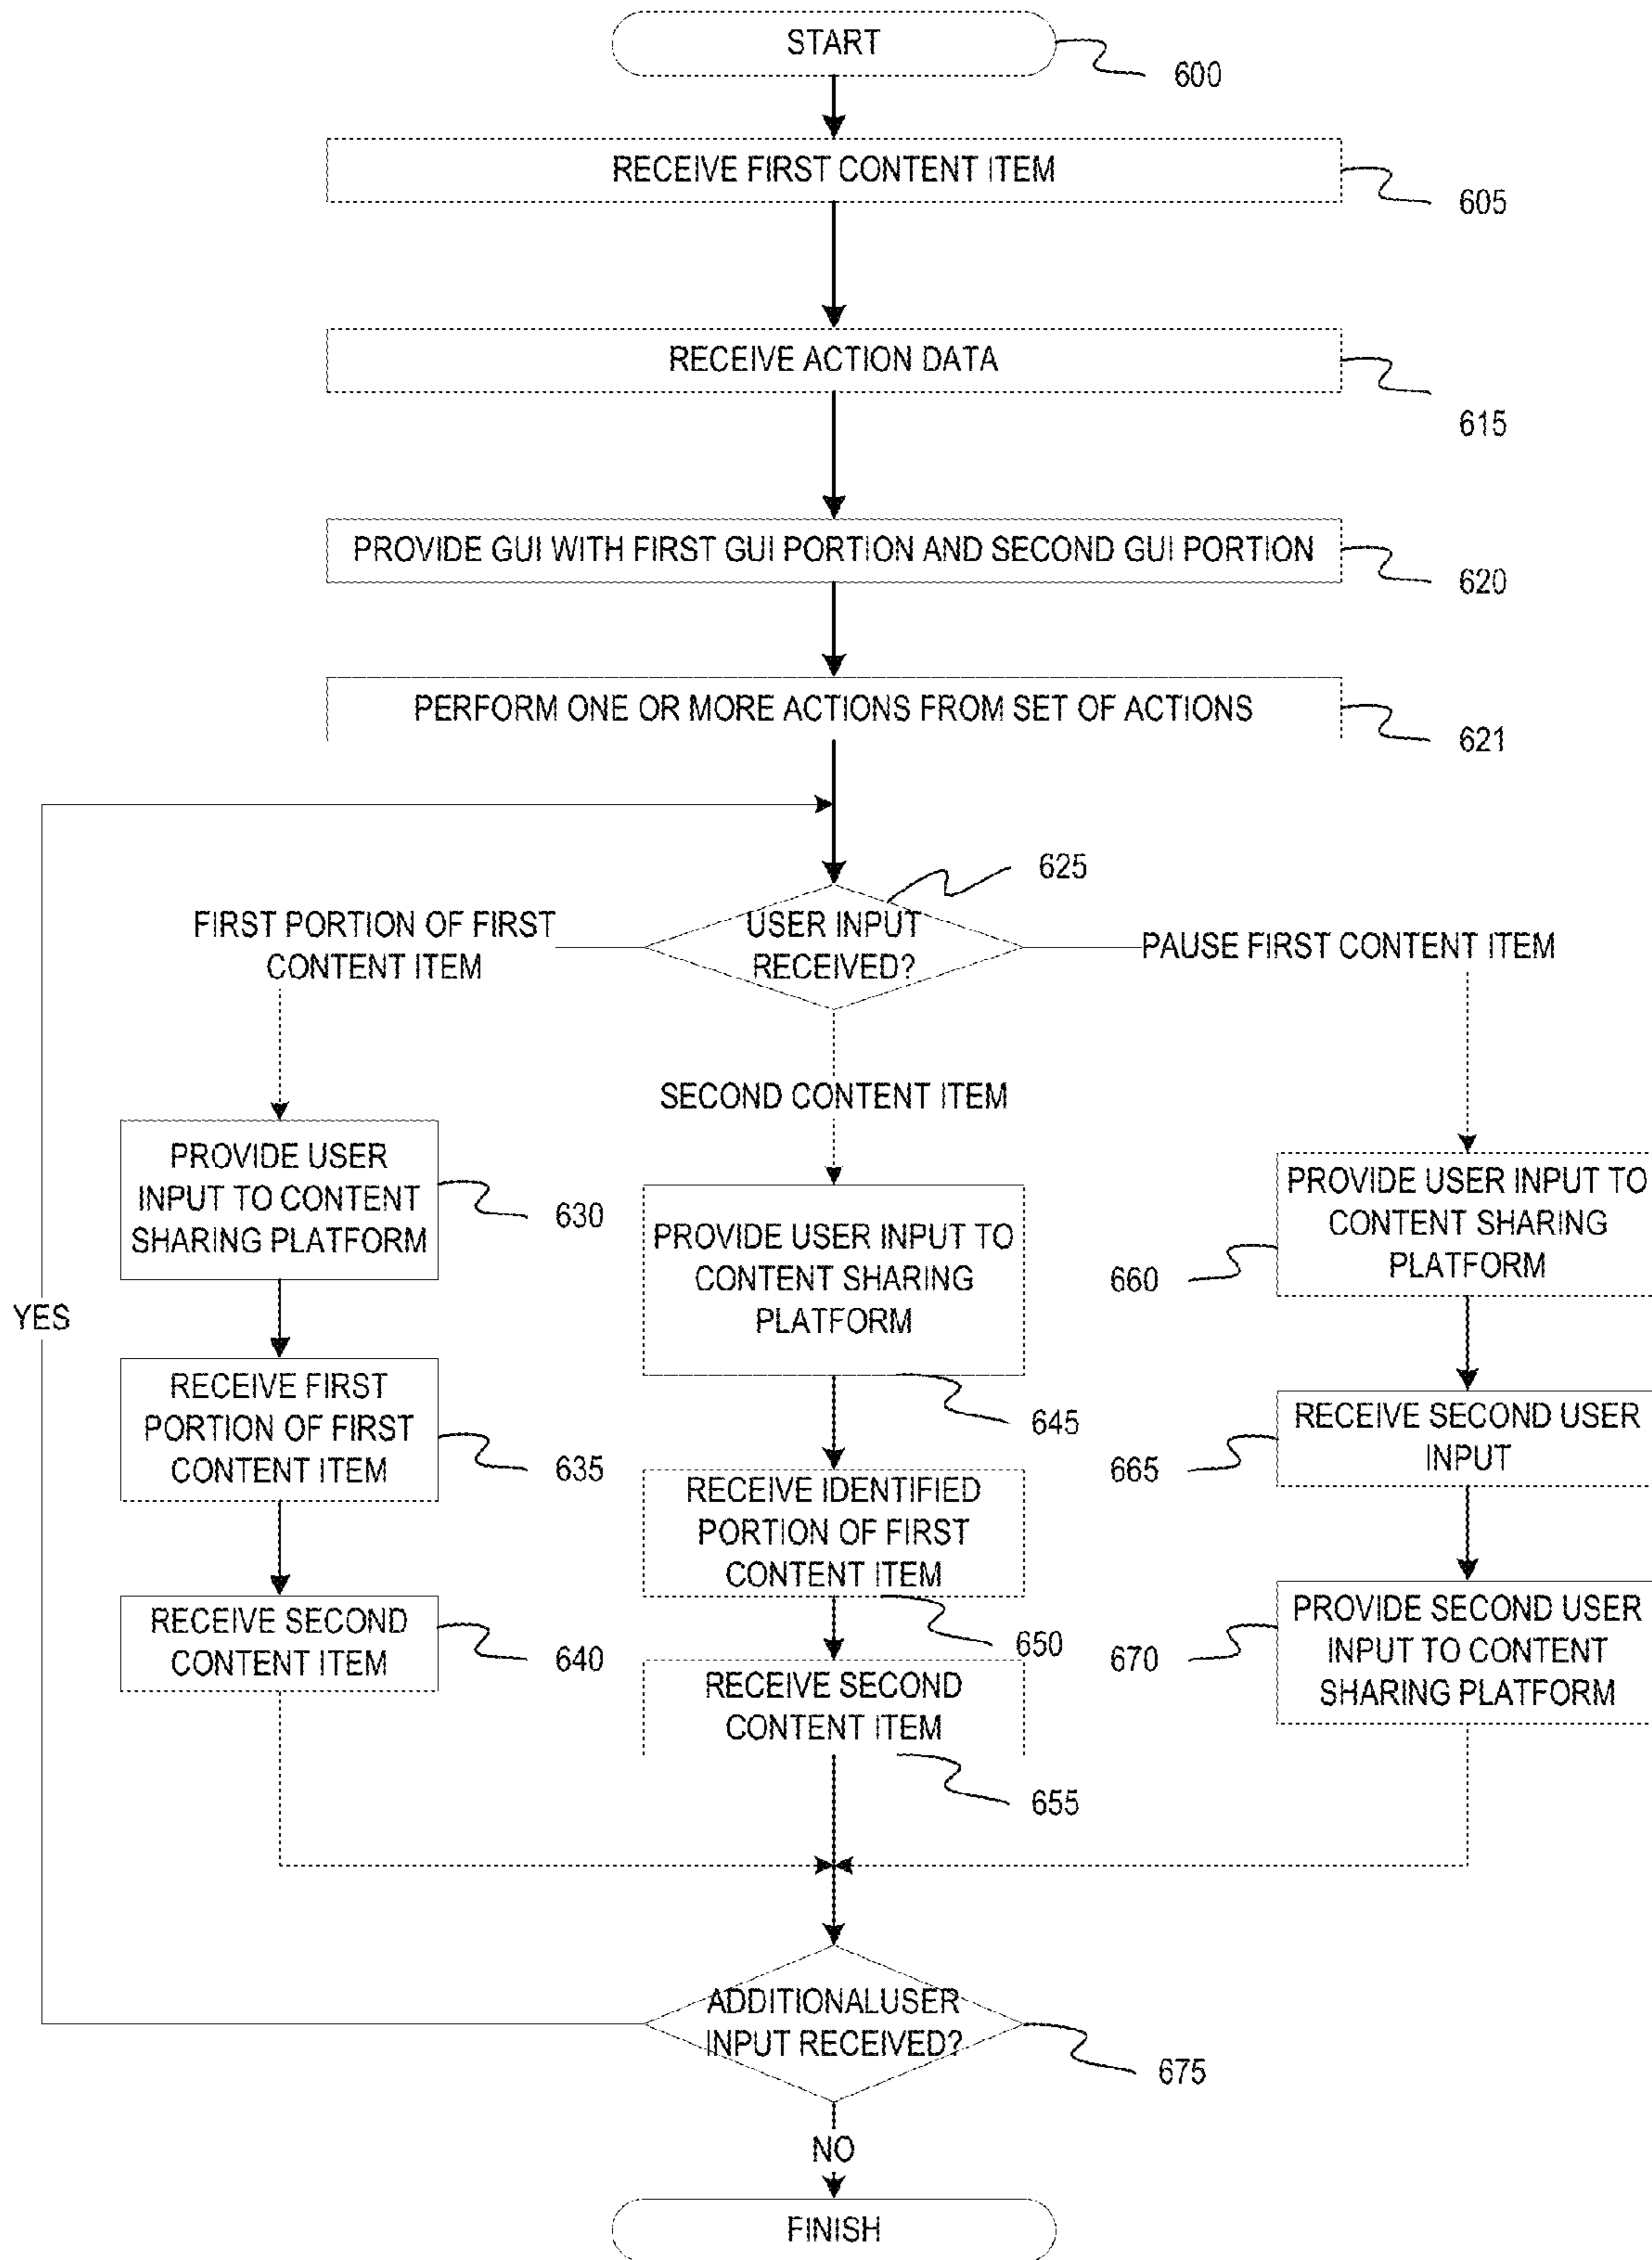 START
600
RECEIVE FIRST CONTENT ITEM
605
RECEIVE ACTION DATA
615
PROVIDE GUI WITH FIRST GUI PORTION AND SECOND GUI PORTION
620
PERFORM ONE OR MORE ACTIONS FROM SET OF ACTIONS
621
625
USER INPUT
RECEIVED?
FIRST PORTION OF FIRST
CONTENT ITEM
SECOND CONTENT ITEM
PAUSE FIRST CONTENT ITEM
PROVIDE USER
INPUT TO CONTENT
SHARING PLATFORM
630
RECEIVE FIRST
PORTION OF FIRST
CONTENT ITEM
635
RECEIVE SECOND
CONTENT ITEM
640
PROVIDE USER INPUT TO
CONTENT SHARING
PLATFORM
645
RECEIVE IDENTIFIED
PORTION OF FIRST
CONTENT ITEM
650
RECEIVE SECOND
CONTENT ITEM
655
PROVIDE USER INPUT TO
CONTENT SHARING
PLATFORM
660
RECEIVE SECOND USER
INPUT
665
PROVIDE SECOND USER
INPUT TO CONTENT
SHARING PLATFORM
670
YES
ADDITIONALUSER
INPUT RECEIVED?
675
NO
FINISH